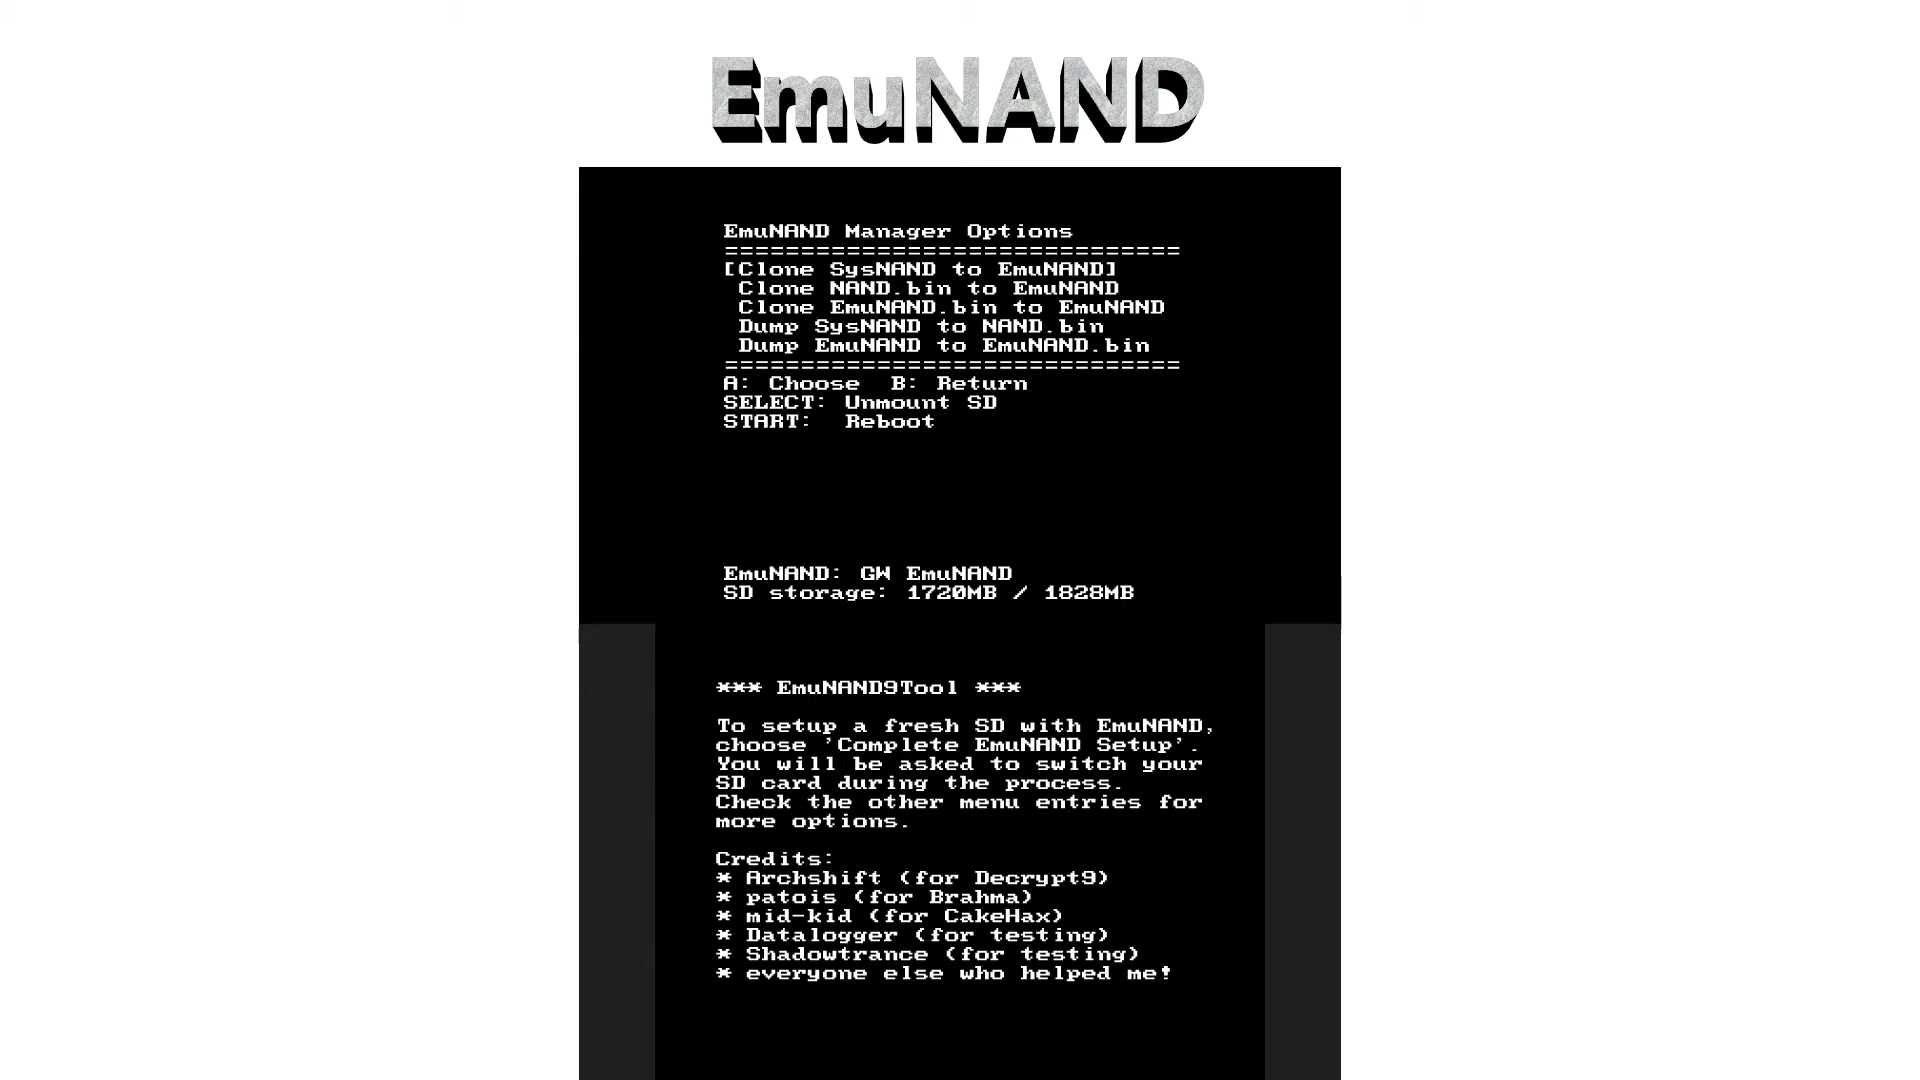 EmuNAND
EmuNAND Manager Options
==============================
[Clone SysNAND to EmuNAND]
Clone NAND.bin to EmuNAND
Clone EmuNAND.bin to EmuNAND
Dump SysNAND to NAND.bin
Dump EmuNAND to EmuNAND.bin
==============================
A: Choose  B: Return
SELECT: Unmount SD
START:  Reboot
EmuNAND: GW EmuNAND
SD storage: 1720MB / 1828MB
*** EmuNAND9Tool ***
To setup a fresh SD with EmuNAND,
choose 'Complete EmuNAND Setup'.
You will be asked to switch your
SD card during the process.
Check the other menu entries for
more options.
Credits:
* Archshift (for Decrypt9)
* patois (for Brahma)
* mid-kid (for CakeHax)
* Datalogger (for testing)
* Shadowtrance (for testing)
* everyone else who helped me!